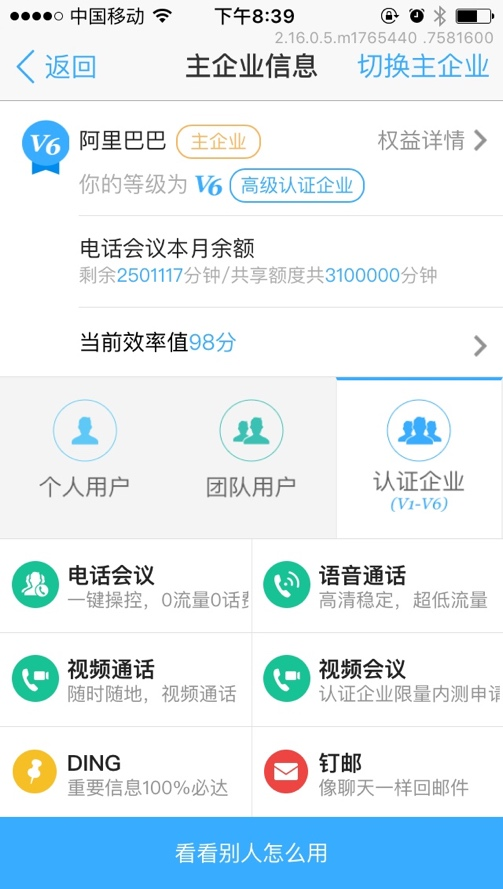 中国移动 下午8:39
2.16.0.5.m1765440 .7581600
返回 主企业信息 切换主企业
V6 阿里巴巴 主企业 权益详情
你的等级为 V6 高级认证企业
电话会议本月余额
剩余2501117分钟/共享额度共3100000分钟
当前效率值98分
个人用户 团队用户 认证企业
(V1-V6)
电话会议 语音通话
一键操控，0流量0话费 高清稳定，超低流量
视频通话 视频会议
随时随地，视频通话 认证企业限量内测申请
DING 钉邮
重要信息100%必达 像聊天一样回邮件
看看别人怎么用